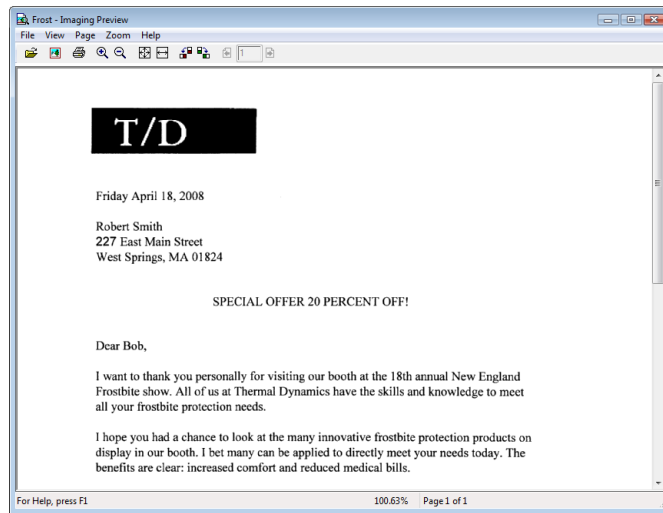 Frost - Imaging Preview
File View Page Zoom Help
1
T/D
Friday April 18, 2008
Robert Smith
227 East Main Street
West Springs, MA 01824
SPECIAL OFFER 20 PERCENT OFF!
Dear Bob,
I want to thank you personally for visiting our booth at the 18th annual New England
Frostbite show. All of us at Thermal Dynamics have the skills and knowledge to meet
all your frostbite protection needs.
I hope you had a chance to look at the many innovative frostbite protection products on
display in our booth. I bet many can be applied to directly meet your needs today. The
benefits are clear: increased comfort and reduced medical bills.
For Help, press F1 100.63% Page 1 of 1